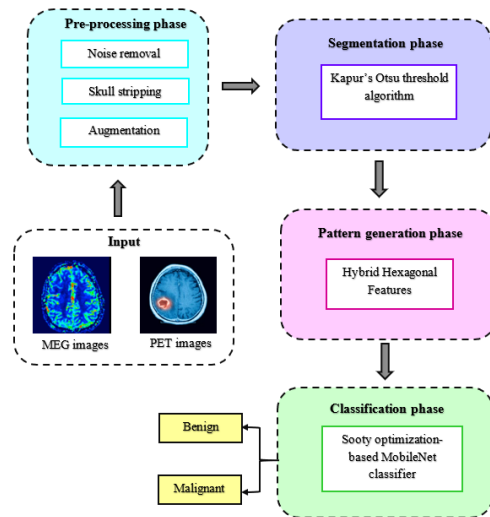 Pre-processing phase
Noise removal
Skull stripping
Augmentation
Segmentation phase
Kapur's Otsu threshold
algorithm
Input
MEG images
PET images
Pattern generation phase
Hybrid Hexagonal
Features
Classification phase
Sooty optimization-
based MobileNet
classifier
Benign
Malignant